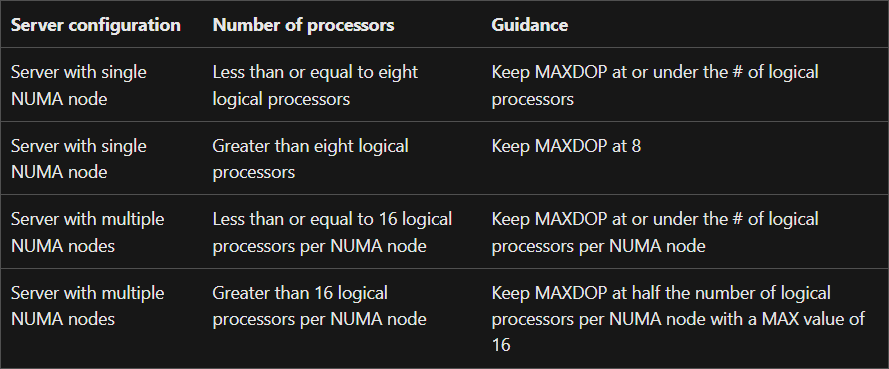 Server configuration Number of processors Guidance
Server with single Less than or equal to eight Keep MAXDOP at or under the # of logical
NUMA node logical processors processors
Server with single Greater than eight logical Keep MAXDOP at 8
NUMA node processors
Server with multiple Less than or equal to 16 logical Keep MAXDOP at or under the # of logical
NUMA nodes processors per NUMA node processors per NUMA node
Server with multiple Greater than 16 logical Keep MAXDOP at half the number of logical
NUMA nodes processors per NUMA node processors per NUMA node with a MAX value of
16